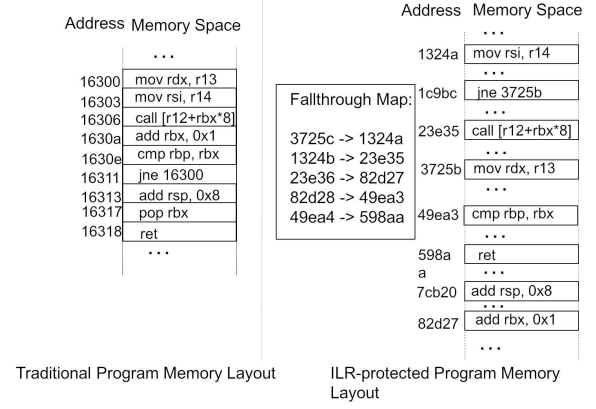 Address Memory Space
...
16300 mov rdx, r13
16303 mov rsi, r14
16306 call [r12+rbx*8]
1630a add rbx, 0x1
1630e cmp rbp, rbx
16311 jne 16300
16313 add rsp, 0x8
16317 pop rbx
16318 ret
...
Traditional Program Memory Layout
Fallthrough Map:
3725c -> 1324a
1324b -> 23e35
23e36 -> 82d27
82d28 -> 49ea3
49ea4 -> 598aa
Address Memory Space
...
1324a mov rsi, r14
...
1c9bc jne 3725b
...
23e35 call [r12+rbx*8]
...
3725b mov rdx, r13
...
49ea3 cmp rbp, rbx
...
598a ret
a ...
7cb20 add rsp, 0x8
...
82d27 add rbx, 0x1
...
ILR-protected Program Memory
Layout